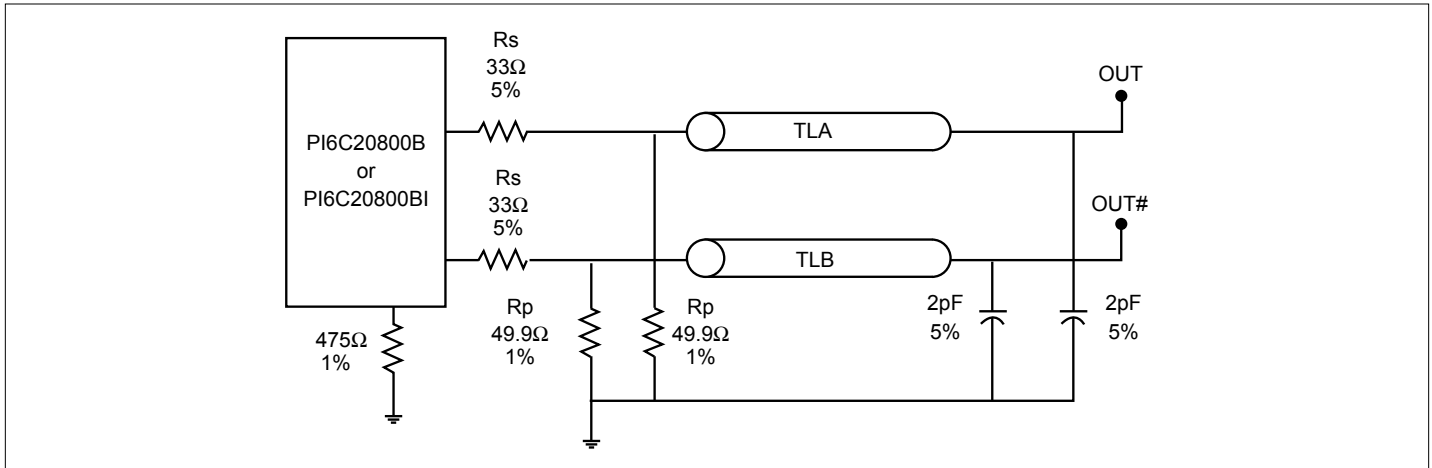 Rs
33Ω
5%
OUT
PI6C20800B
or
PI6C20800BI
TLA
Rs
33Ω
5%
OUT#
TLB
475Ω
1%
Rp
49.9Ω
1%
Rp
49.9Ω
1%
2pF
5%
2pF
5%